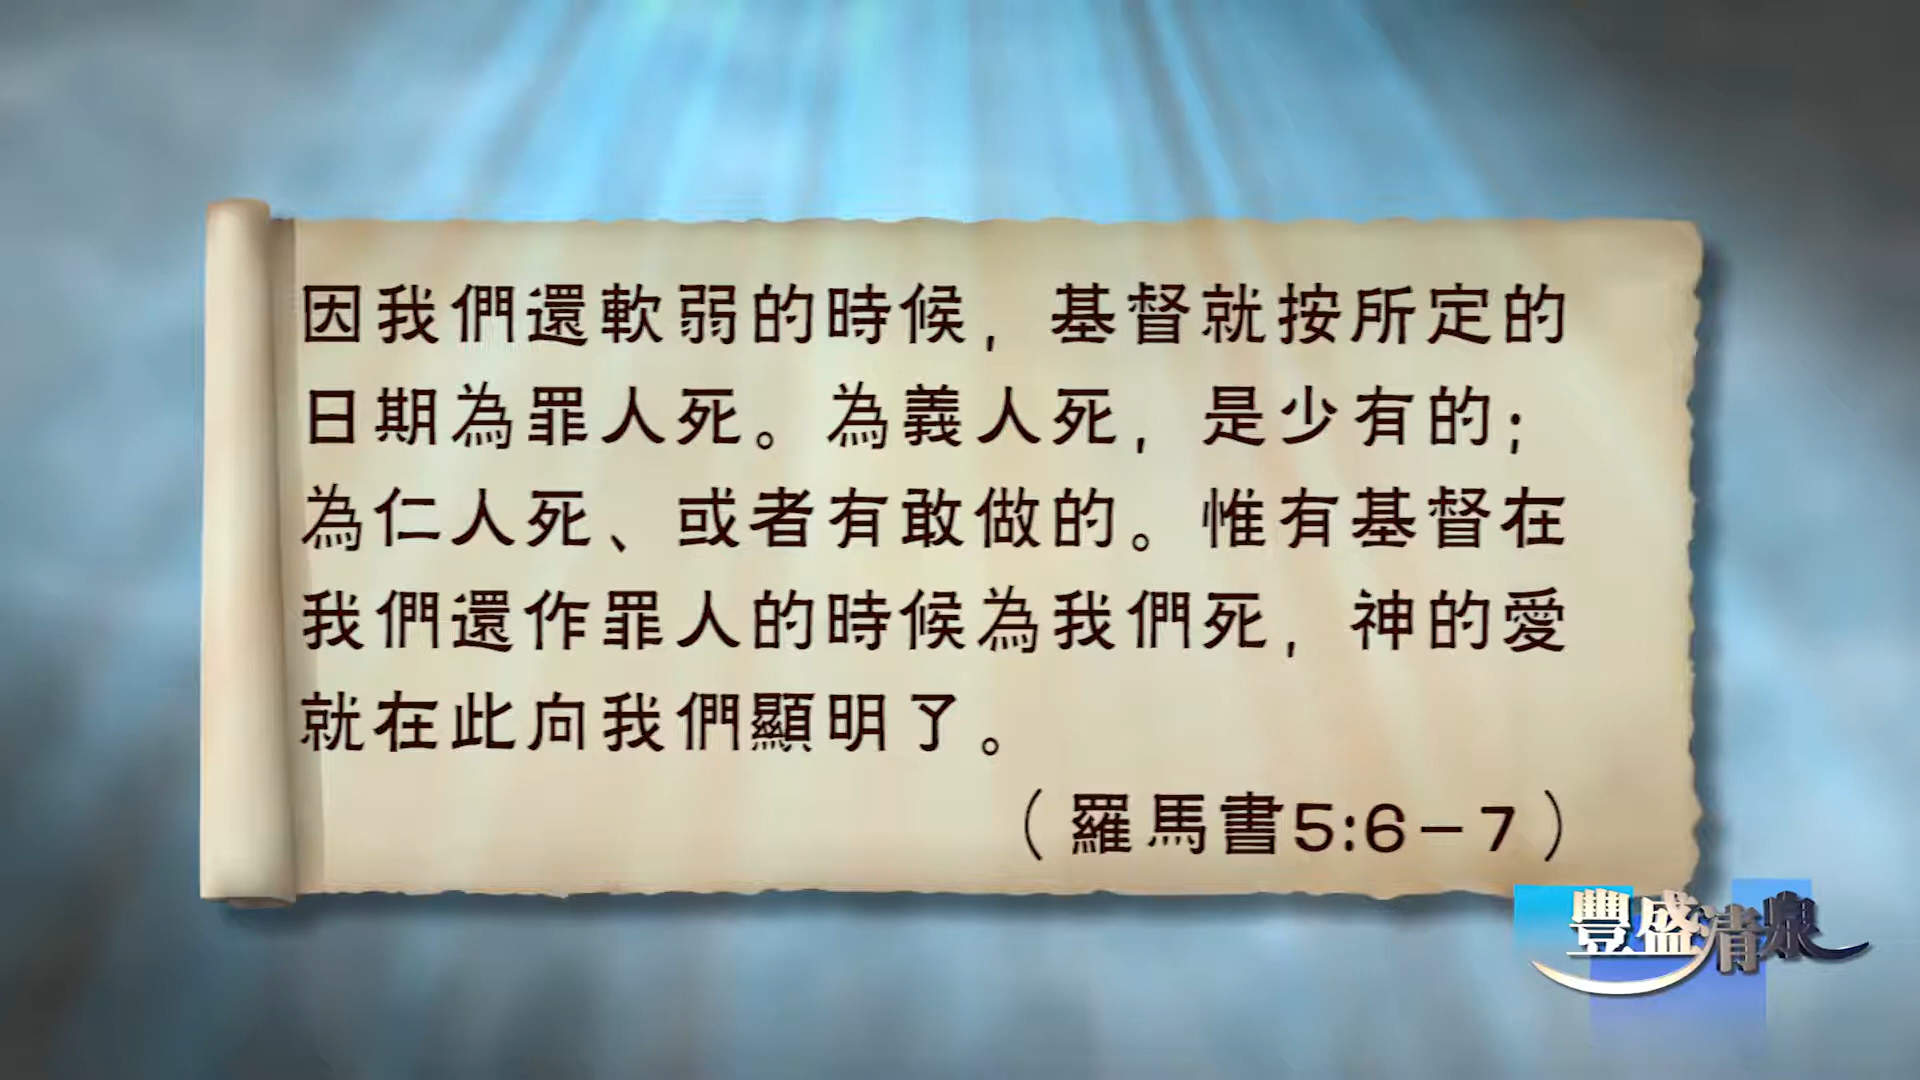 因我們還軟弱的時候，基督就按所定的
日期為罪人死。為義人死，是少有的；
為仁人死、或者有敢做的。惟有基督在
我們還作罪人的時候為我們死，神的愛
就在此向我們顯明了。
（羅馬書5:6－7）
豐盛清泉